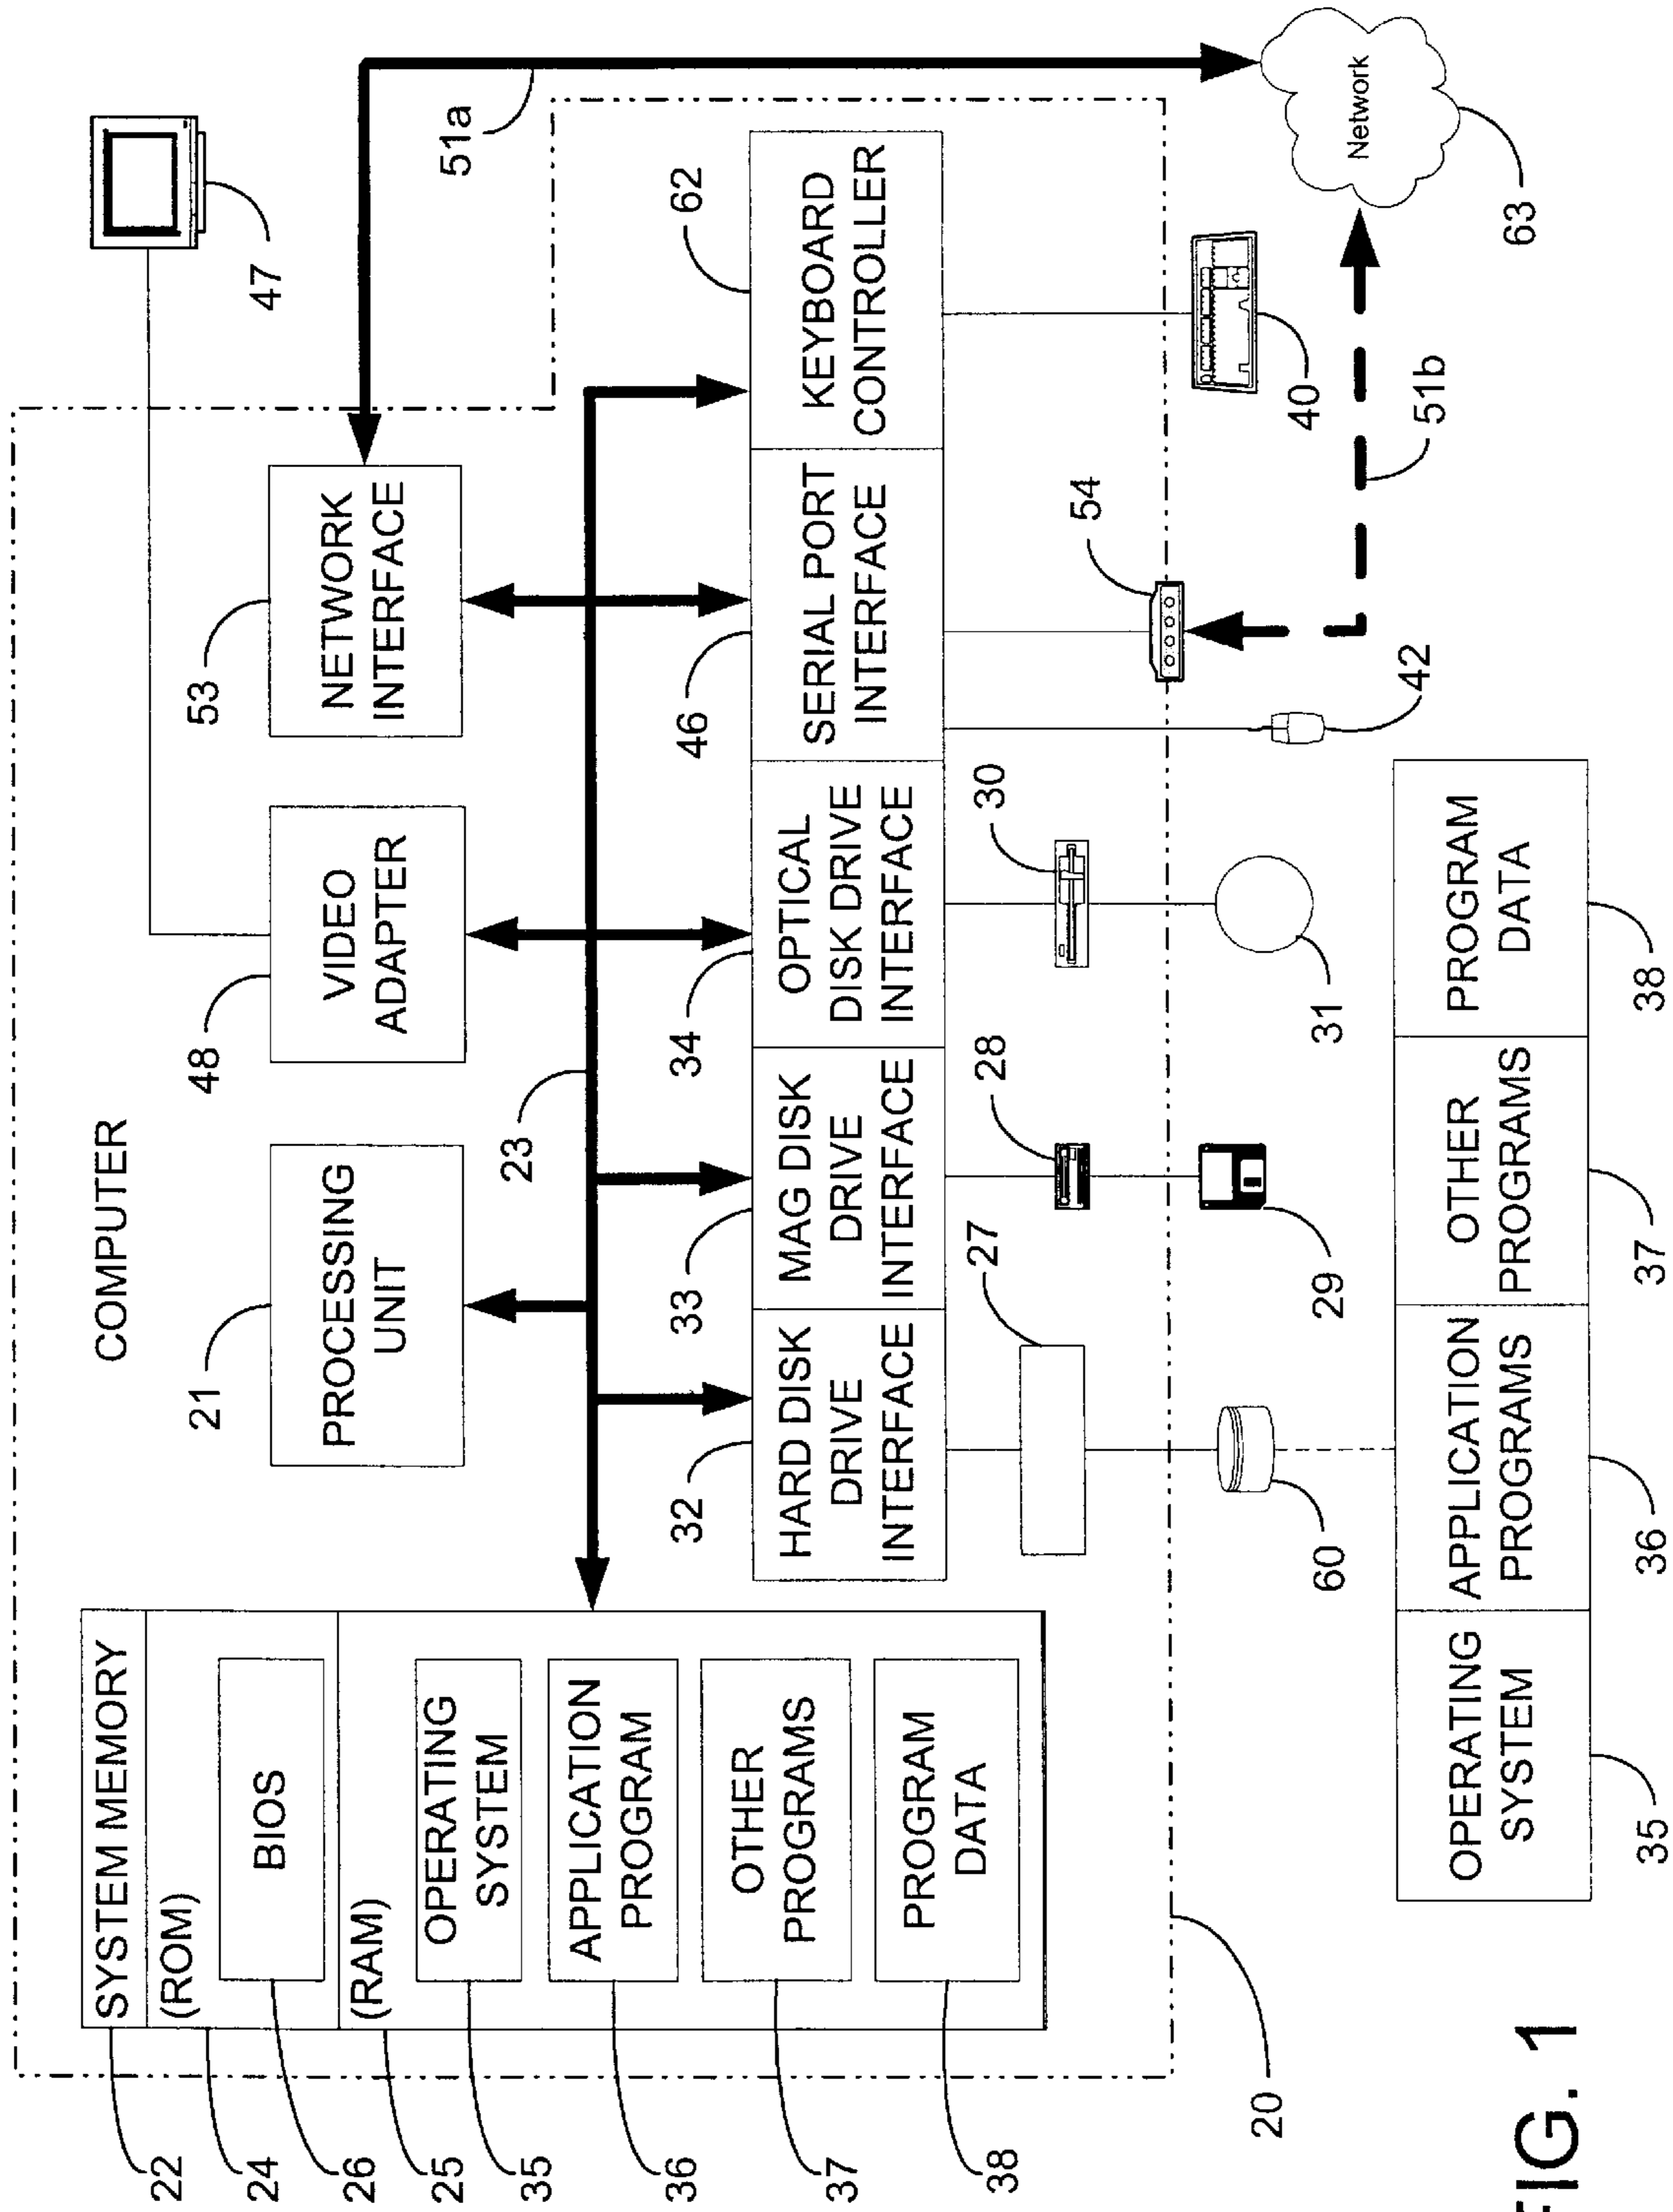 COMPUTER
22
SYSTEM MEMORY
24
(ROM)
26
BIOS
25
(RAM)
35
OPERATING
SYSTEM
36
APPLICATION
PROGRAM
37
OTHER
PROGRAMS
38
PROGRAM
DATA
21
PROCESSING
UNIT
48
VIDEO
ADAPTER
53
NETWORK
INTERFACE
47
51a
23
32
HARD DISK
DRIVE
INTERFACE
33
MAG DISK
DRIVE
INTERFACE
34
OPTICAL
DISK DRIVE
INTERFACE
46
SERIAL PORT
INTERFACE
62
KEYBOARD
CONTROLLER
27
28
30
54
20
60
29
31
42
40
51b
Network
63
OPERATING
SYSTEM
APPLICATION
PROGRAMS
OTHER
PROGRAMS
PROGRAM
DATA
35
36
37
38
FIG. 1